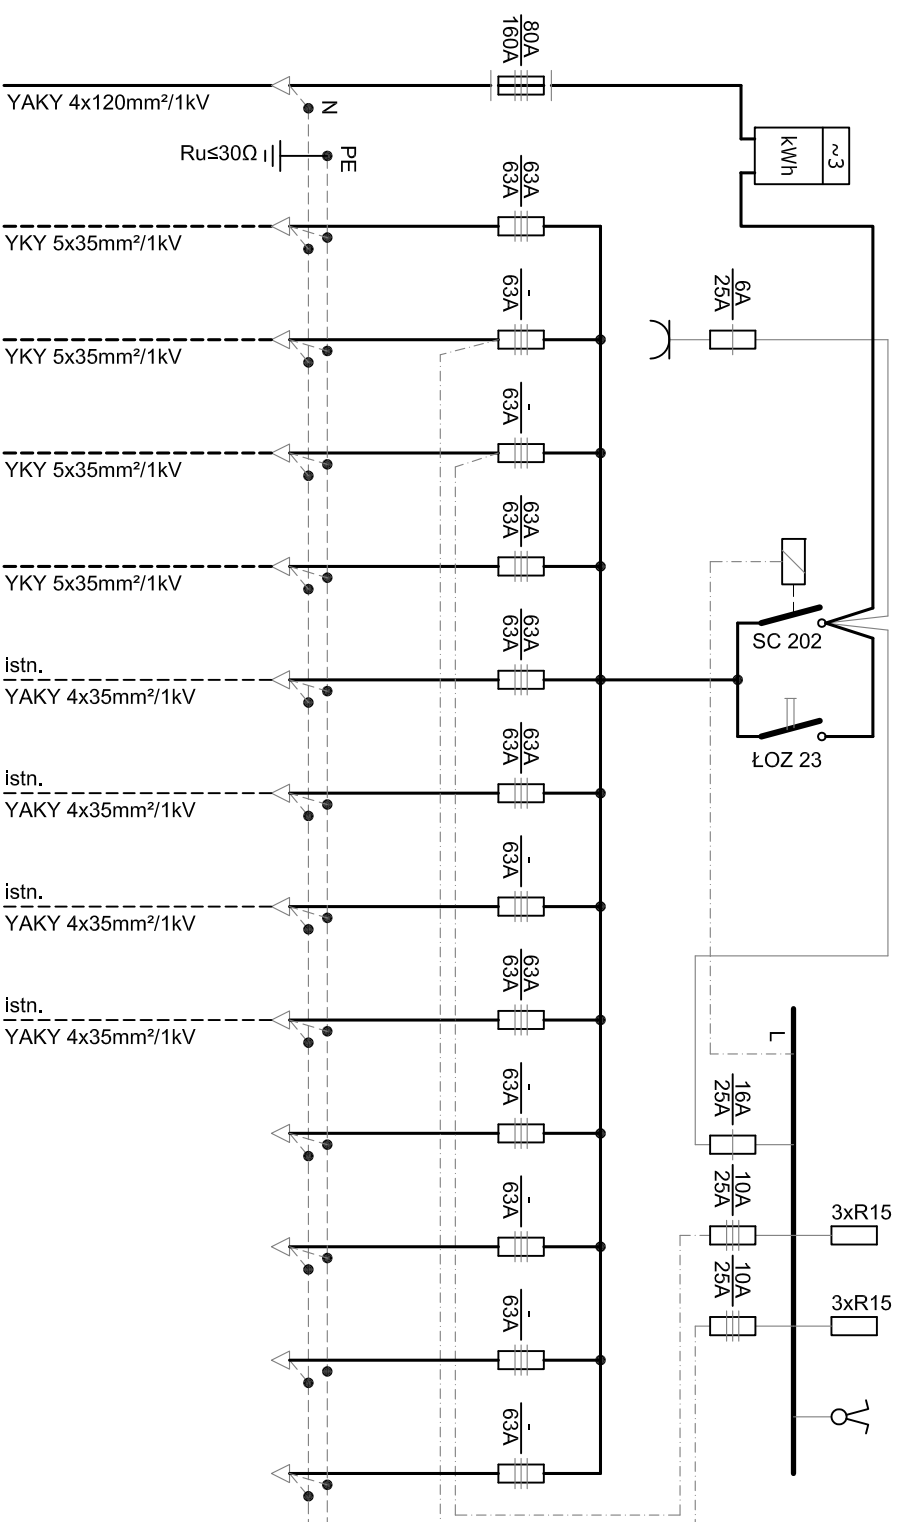 80A
160A
YAKY 4x120mm²/1kV
N
~3
kWh
Ru≤30Ω
PE
63A
63A
YKY 5x35mm²/1kV
6A
25A
-
63A
YKY 5x35mm²/1kV
-
63A
YKY 5x35mm²/1kV
63A
63A
YKY 5x35mm²/1kV
SC 202
63A
63A
istn.
YAKY 4x35mm²/1kV
ŁOZ 23
63A
63A
istn.
YAKY 4x35mm²/1kV
-
63A
istn.
YAKY 4x35mm²/1kV
63A
63A
istn.
YAKY 4x35mm²/1kV
L
-
63A
16A
25A
-
63A
10A
25A
3xR15
-
63A
10A
25A
3xR15
-
63A